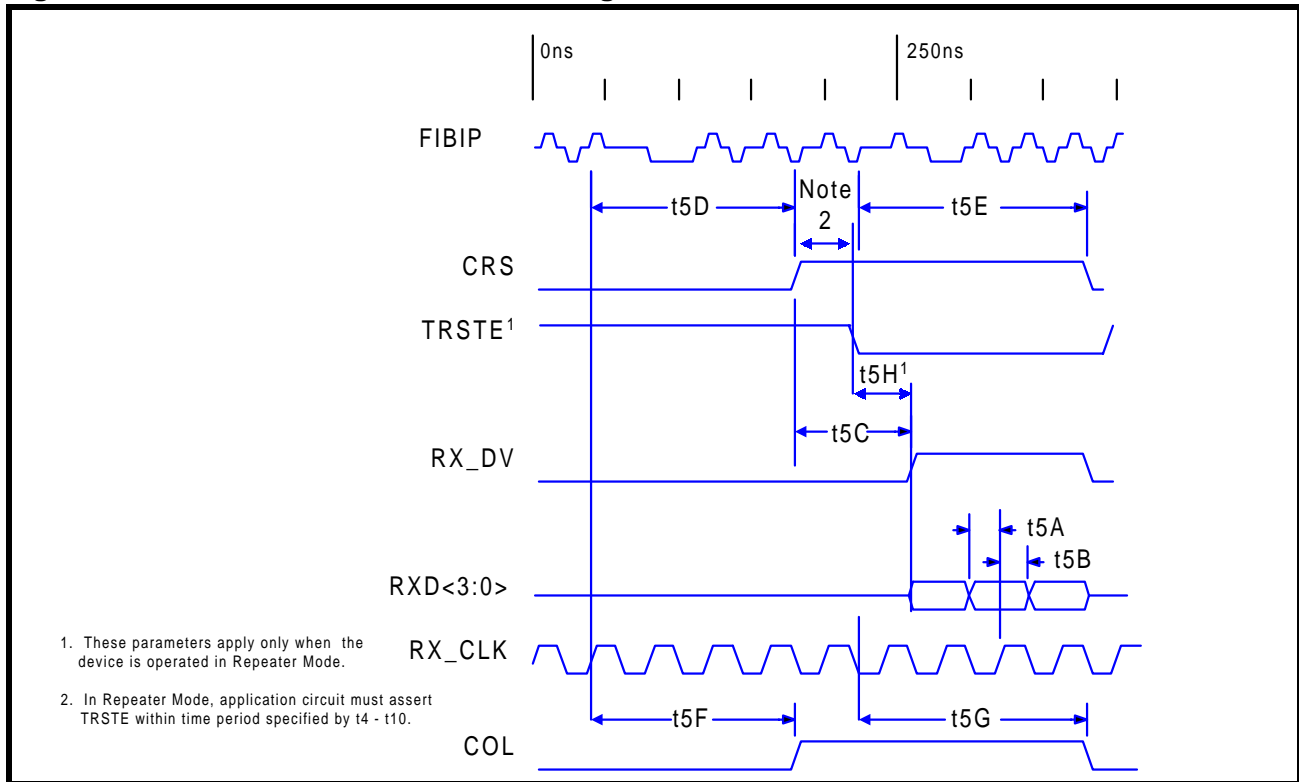 0ns
250ns
FIBIP
t5D
Note
2
t5E
CRS
TRSTE¹
t5H¹
t5C
RX_DV
t5A
t5B
RXD<3:0>
RX_CLK
1. These parameters apply only when the
device is operated in Repeater Mode.
2. In Repeater Mode, application circuit must assert
TRSTE within time period specified by t4 - t10.
t5F
t5G
COL